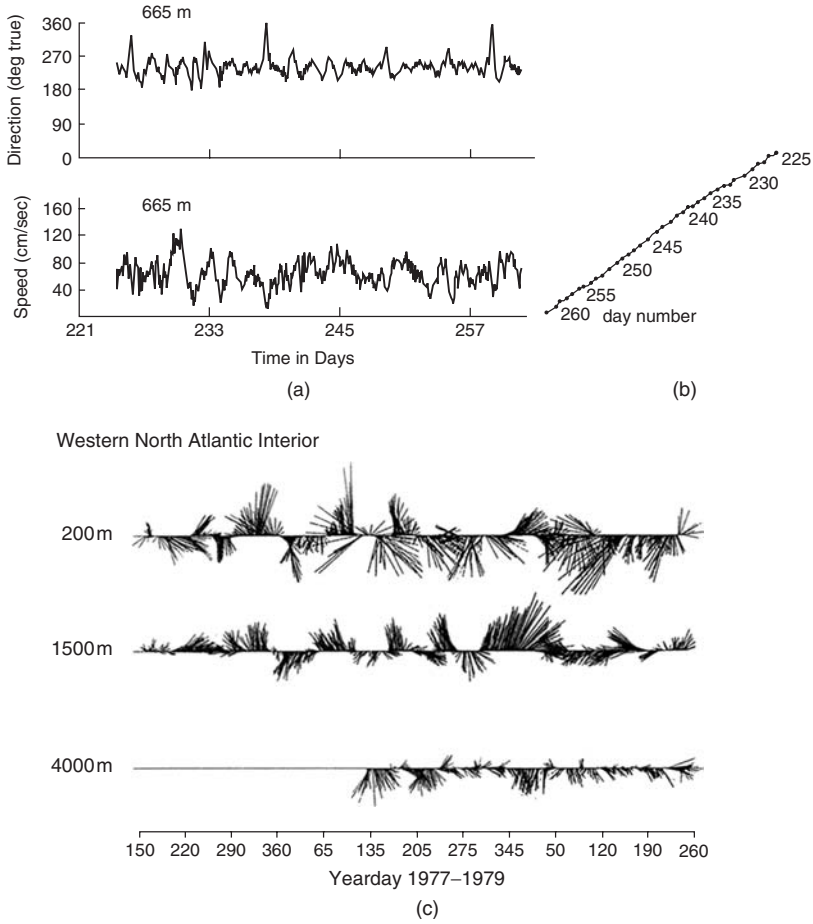 665 m
Direction (deg true)
360
270
180
90
0
665 m
Speed (cm/sec)
160
120
80
40
221 233 245 257
Time in Days
(a)
225
230
235
240
245
250
255
260 day number
(b)
Western North Atlantic Interior
200m
1500m
4000m
150 220 290 360 65 135 205 275 345 50 120 190 260
Yearday 1977–1979
(c)